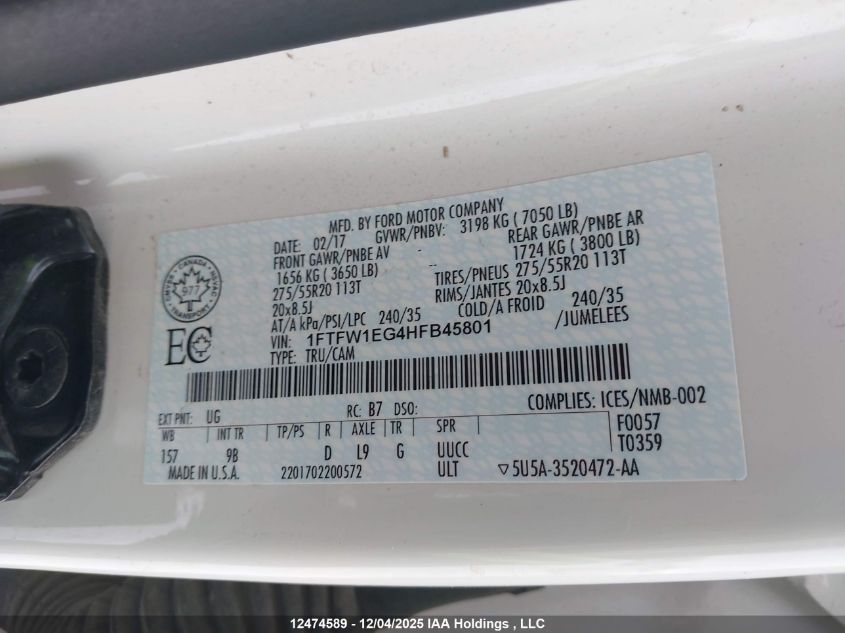 MFD. BY FORD MOTOR COMPANY
DATE: 02/17 GVWR/PNBV: 3198 KG ( 7050 LB)
FRONT GAWR/PNBE AV - REAR GAWR/PNBE AR
1656 KG ( 3650 LB) -- 1724 KG ( 3800 LB)
275/55R20 113T TIRES/PNEUS 275/55R20 113T
20x8.5J RIMS/JANTES 20x8.5J
AT/A kPa/PSI/LPC 240/35 COLD/A FROID 240/35
VIN: 1FTFW1EG4HFB45801 /JUMELEES
TYPE: TRU/CAM
CANADA
977
TRANSPORT
EC
EXT PNT: UG RC: B7 DSO: COMPLIES: ICES/NMB-002
WB INT TR TP/PS R AXLE TR SPR F0057
157 9B D L9 G UUCC T0359
MADE IN U.S.A. 2201702200572 ULT ▽5U5A-3520472-AA
12474589 - 12/04/2025 IAA Holdings , LLC